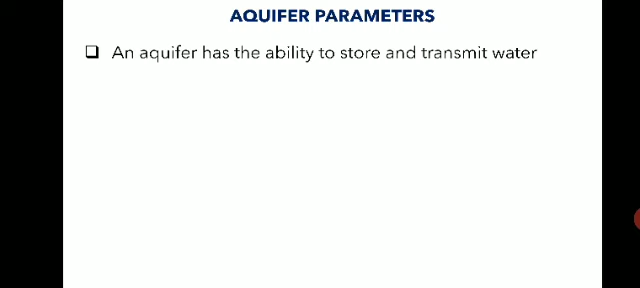 AQUIFER PARAMETERS
An aquifer has the ability to store and transmit water